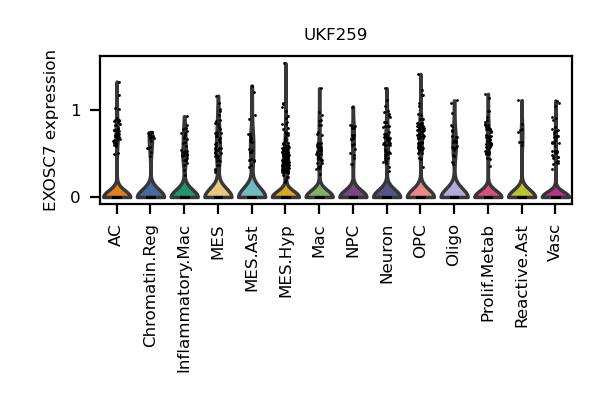 UKF259
EXOSC7 expression
1
0
AC
Chromatin.Reg
Inflammatory.Mac
MES
MES.Ast
MES.Hyp
Mac
NPC
Neuron
OPC
Oligo
Prolif.Metab
Reactive.Ast
Vasc